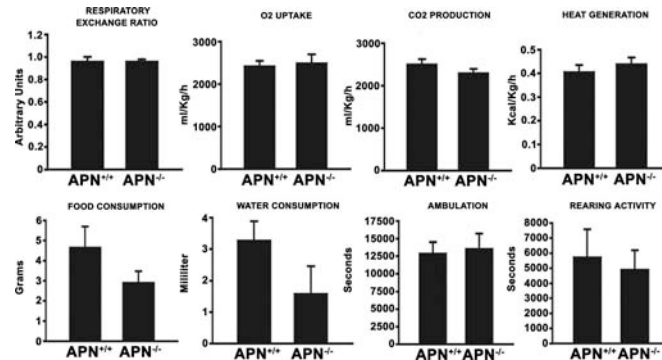 RESPIRATORY
EXCHANGE RATIO
Arbitrary Units
1.2
1.0
0.8
0.6
0.4
0.2
0
APN+/+ APN-/-
O2 UPTAKE
ml/Kg/h
3000
2000
1000
0
APN+/+ APN-/-
CO2 PRODUCTION
ml/Kg/h
3000
2000
1000
0
APN+/+ APN-/-
HEAT GENERATION
Kcal/Kg/h
0.5
0.4
0.3
0.2
0.1
0
APN+/+ APN-/-
FOOD CONSUMPTION
Grams
6
5
4
3
2
1
0
APN+/+ APN-/-
WATER CONSUMPTION
Milliliter
4
3
2
1
0
APN+/+ APN-/-
AMBULATION
Seconds
17500
15000
12500
10000
7500
5000
2500
0
APN+/+ APN-/-
REARING ACTIVITY
Seconds
8000
7000
6000
5000
4000
3000
2000
1000
0
APN+/+ APN-/-